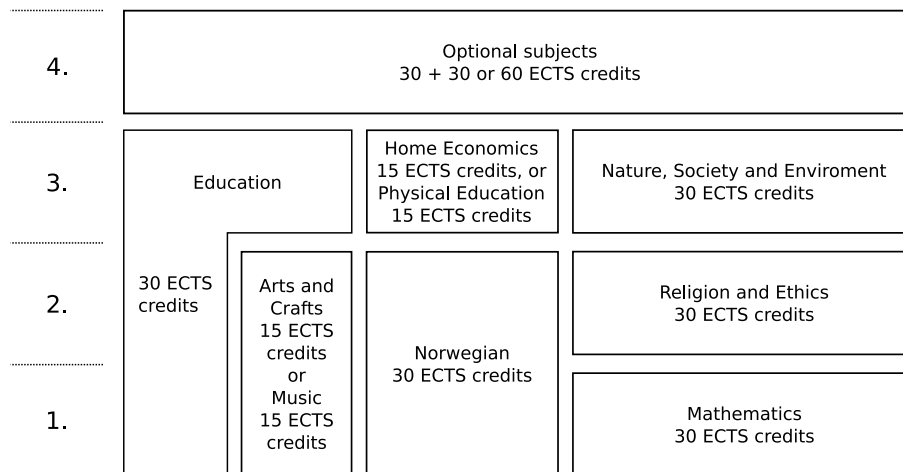 4.
Optional subjects
30 + 30 or 60 ECTS credits
3.
Education
Home Economics
15 ECTS credits, or
Physical Education
15 ECTS credits
Nature, Society and Enviroment
30 ECTS credits
2.
30 ECTS
credits
Arts and
Crafts
15 ECTS
credits
or
Music
15 ECTS
credits
Norwegian
30 ECTS credits
Religion and Ethics
30 ECTS credits
1.
Mathematics
30 ECTS credits